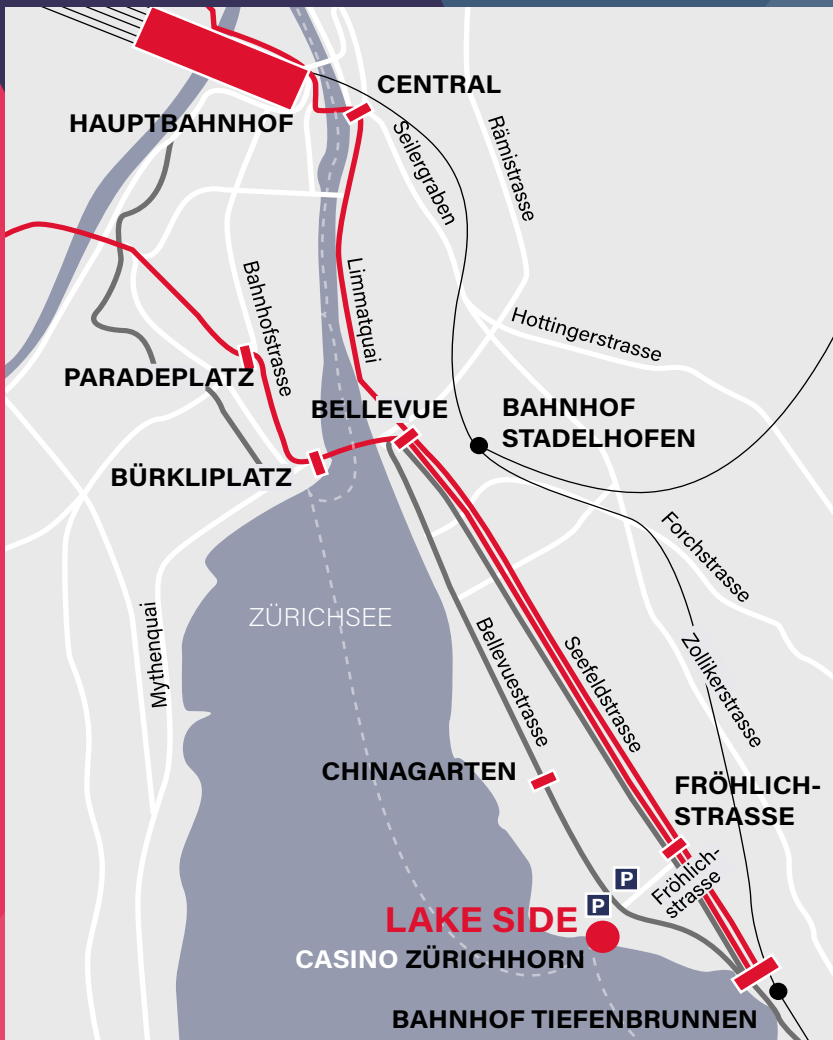 CENTRAL
HAUPTBAHNHOF
Seilergraben
Rämistrasse
Bahnhofstrasse
Limmatquai
Hottingerstrasse
PARADEPLATZ
BELLEVUE
BAHNHOF
STADELHOFEN
BÜRKLIPLATZ
Forchstrasse
ZÜRICHSEE
Mythenquai
Bellevuestrasse
Seefeldstrasse
Zollikerstrasse
CHINAGARTEN
FRÖHLICH-
STRASSE
Fröhlich-
strasse
P
P
LAKE SIDE
CASINO ZÜRICHHORN
BAHNHOF TIEFENBRUNNEN